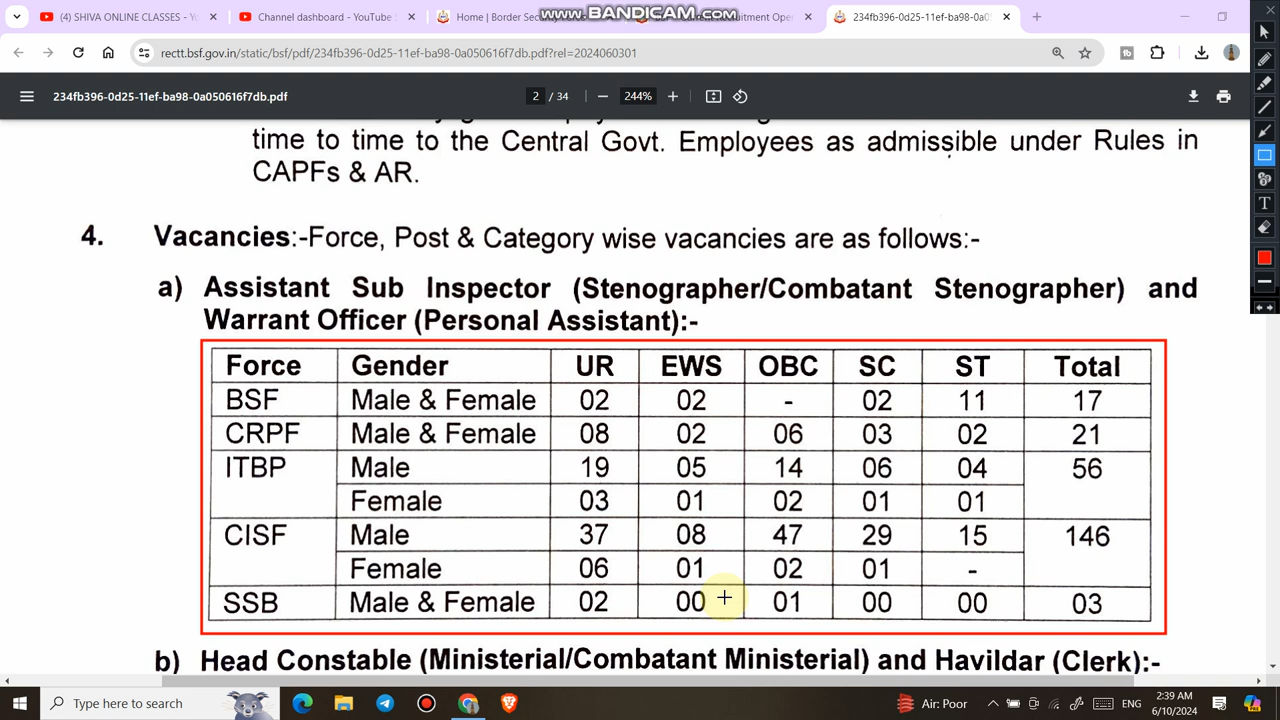 (4) SHIVA ONLINE CLASSES - Y
Channel dashboard - YouTube S
Home | Border Se
www.BANDICAM.com
ruitment Ope
234fb396-0d25-11ef-ba98-0a05
rectt.bsf.gov.in/static/bsf/pdf/234fb396-0d25-11ef-ba98-0a050616f7db.pdf?rel=2024060301
234fb396-0d25-11ef-ba98-0a050616f7db.pdf
2 / 34
244%
time to time to the Central Govt. Employees as admissible under Rules in
CAPFs & AR.
4. Vacancies:-Force, Post & Category wise vacancies are as follows:-
a) Assistant Sub Inspector (Stenographer/Combatant Stenographer) and
Warrant Officer (Personal Assistant):-
Force Gender UR EWS OBC SC ST Total
BSF Male & Female 02 02 - 02 11 17
CRPF Male & Female 08 02 06 03 02 21
ITBP Male 19 05 14 06 04 56
Female 03 01 02 01 01
CISF Male 37 08 47 29 15 146
Female 06 01 02 01 -
SSB Male & Female 02 00 01 00 00 03
b) Head Constable (Ministerial/Combatant Ministerial) and Havildar (Clerk):-
Type here to search
Air: Poor
ENG
2:39 AM
6/10/2024